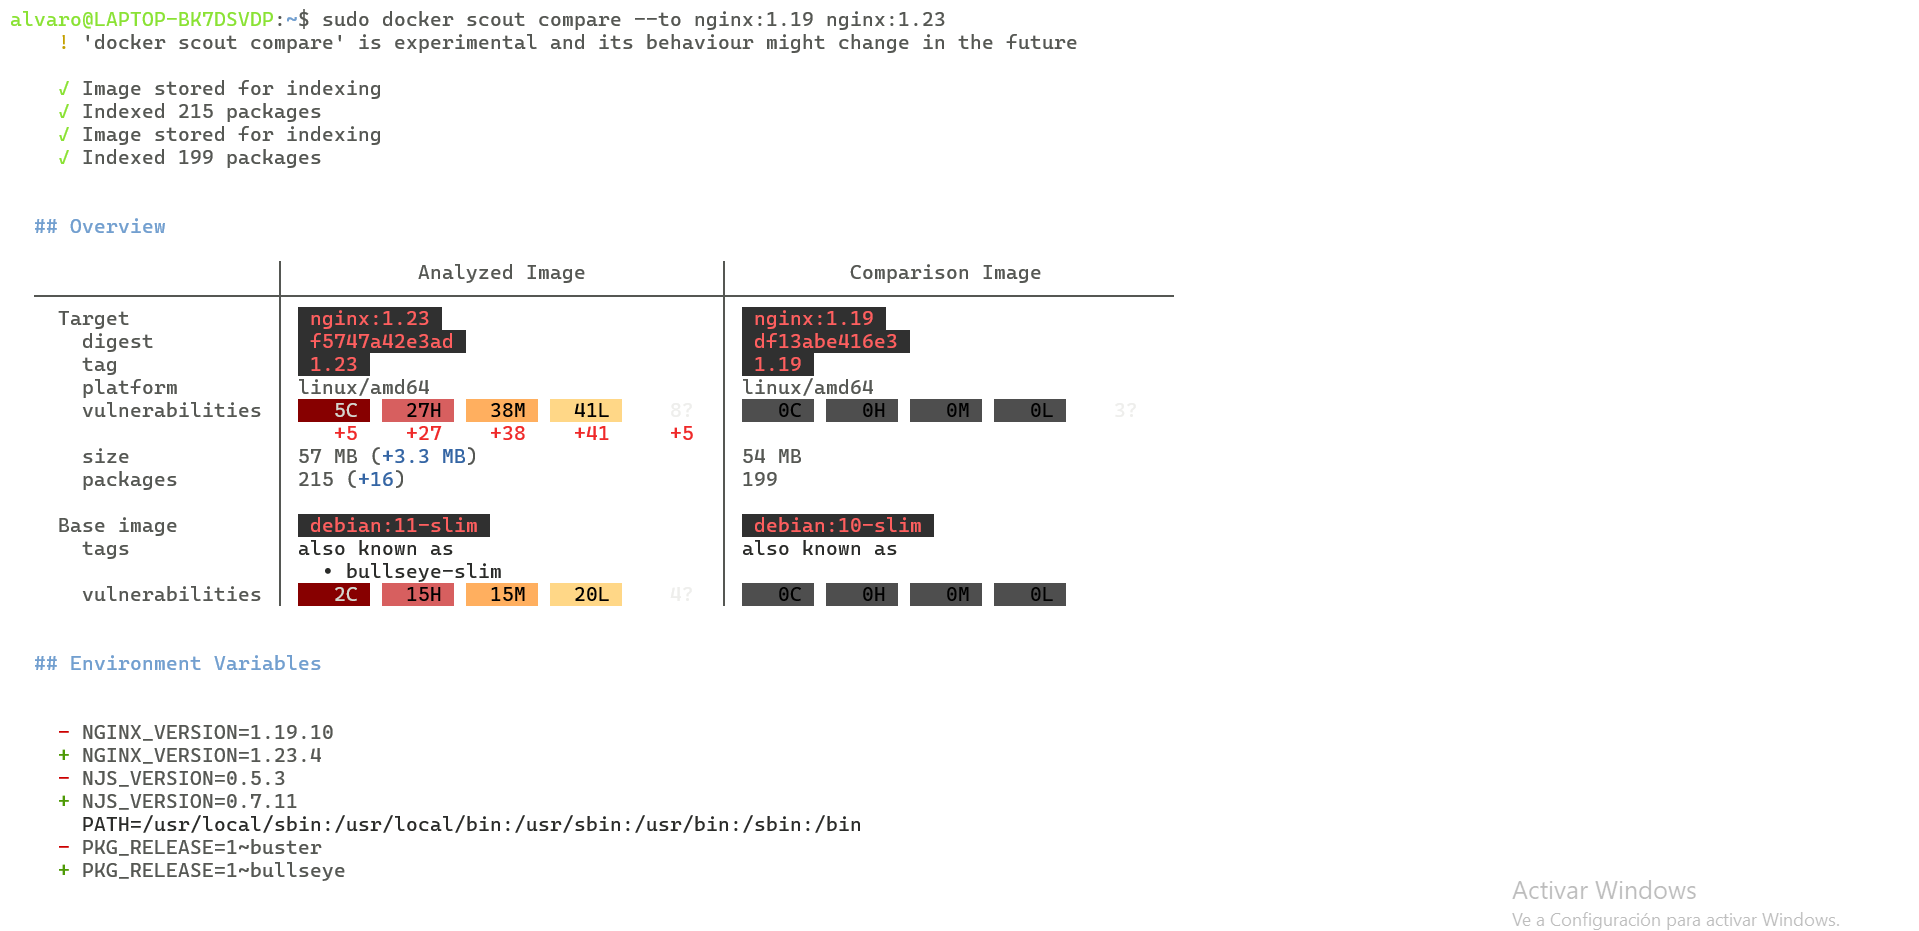 alvaro@LAPTOP-BK7DSVDP:~$ sudo docker scout compare --to nginx:1.19 nginx:1.23
! 'docker scout compare' is experimental and its behaviour might change in the future
✓ Image stored for indexing
✓ Indexed 215 packages
✓ Image stored for indexing
✓ Indexed 199 packages
## Overview
Analyzed Image Comparison Image
Target nginx:1.23 nginx:1.19
digest f5747a42e3ad df13abe416e3
tag 1.23 1.19
platform linux/amd64 linux/amd64
vulnerabilities 5C 27H 38M 41L 8? 0C 0H 0M 0L 3?
+5 +27 +38 +41 +5
size 57 MB (+3.3 MB) 54 MB
packages 215 (+16) 199
Base image debian:11-slim debian:10-slim
tags also known as also known as
• bullseye-slim
vulnerabilities 2C 15H 15M 20L 4? 0C 0H 0M 0L
## Environment Variables
- NGINX_VERSION=1.19.10
+ NGINX_VERSION=1.23.4
- NJS_VERSION=0.5.3
+ NJS_VERSION=0.7.11
PATH=/usr/local/sbin:/usr/local/bin:/usr/sbin:/usr/bin:/sbin:/bin
- PKG_RELEASE=1~buster
+ PKG_RELEASE=1~bullseye
Activar Windows
Ve a Configuración para activar Windows.